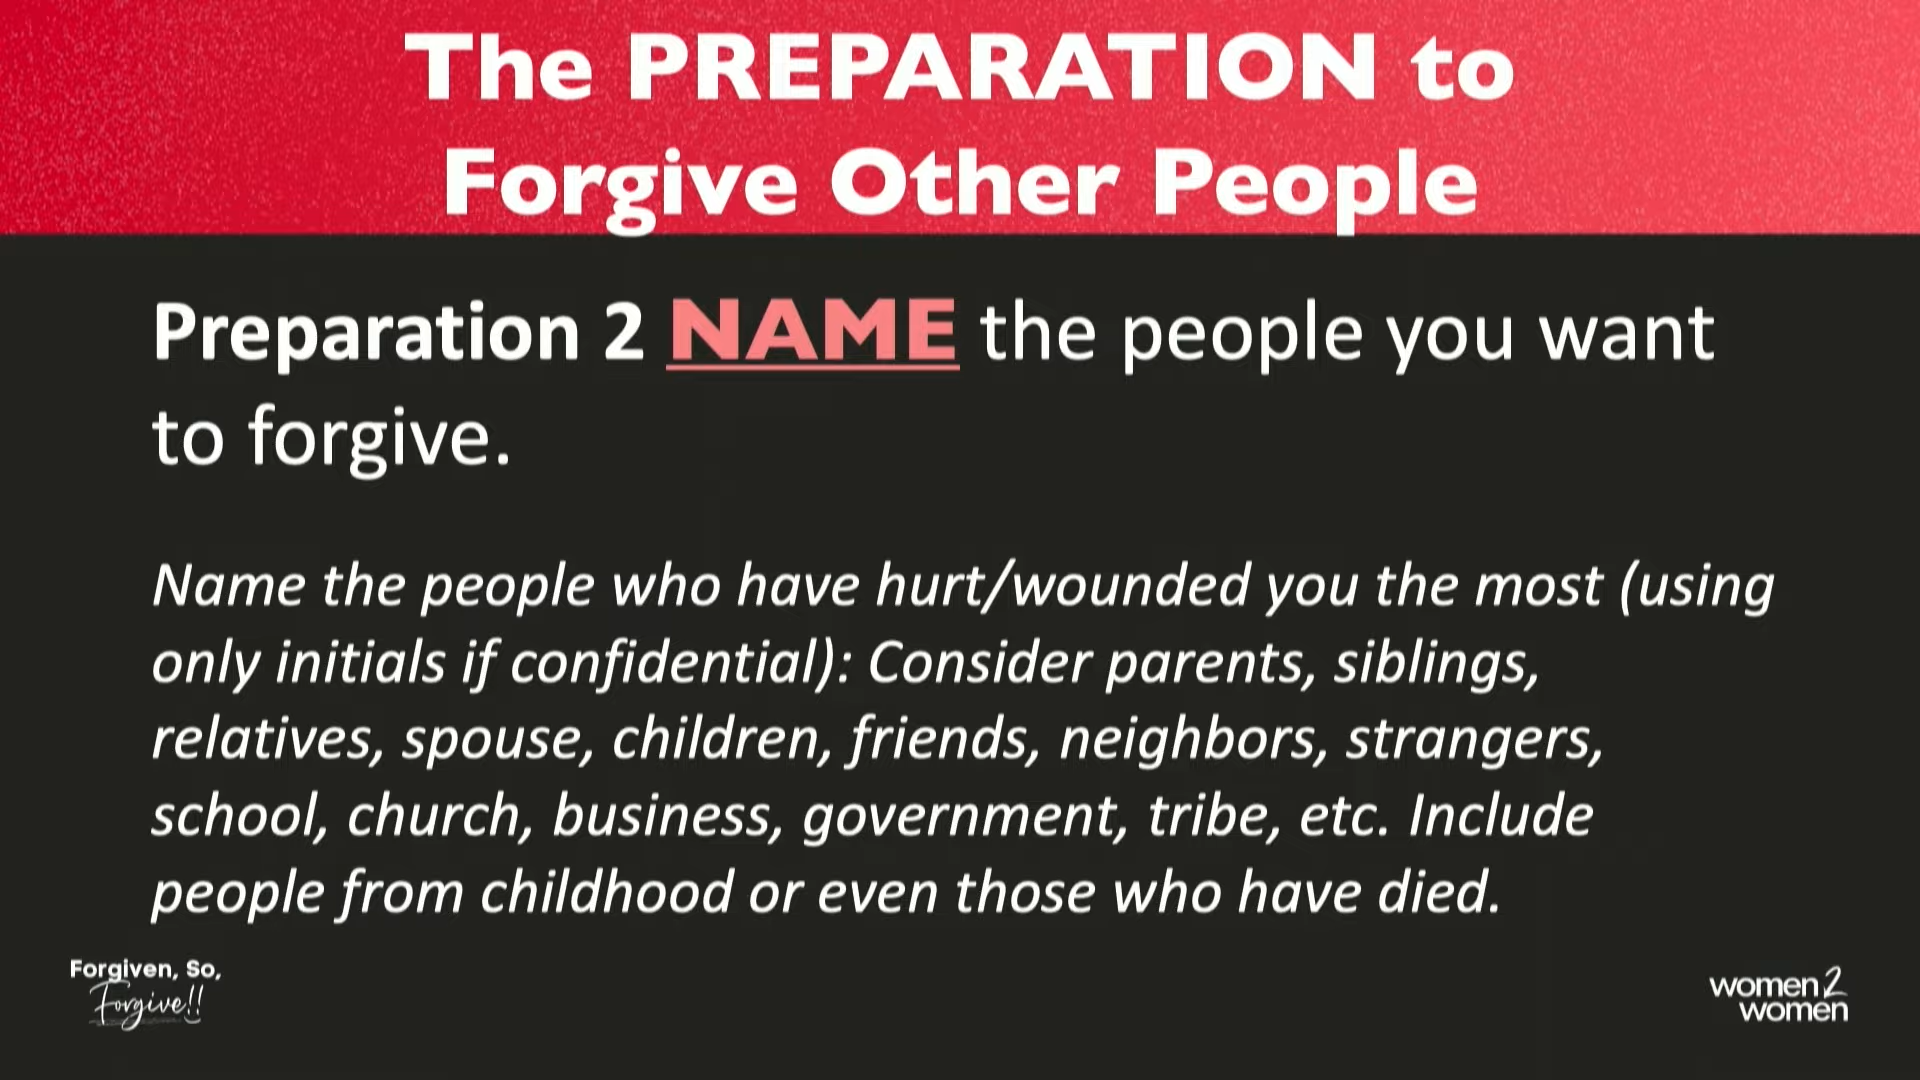 The PREPARATION to
Forgive Other People
Preparation 2 NAME the people you want
to forgive.
Name the people who have hurt/wounded you the most (using
only initials if confidential): Consider parents, siblings,
relatives, spouse, children, friends, neighbors, strangers,
school, church, business, government, tribe, etc. Include
people from childhood or even those who have died.
Forgiven, So,
Forgive!!
women2
women